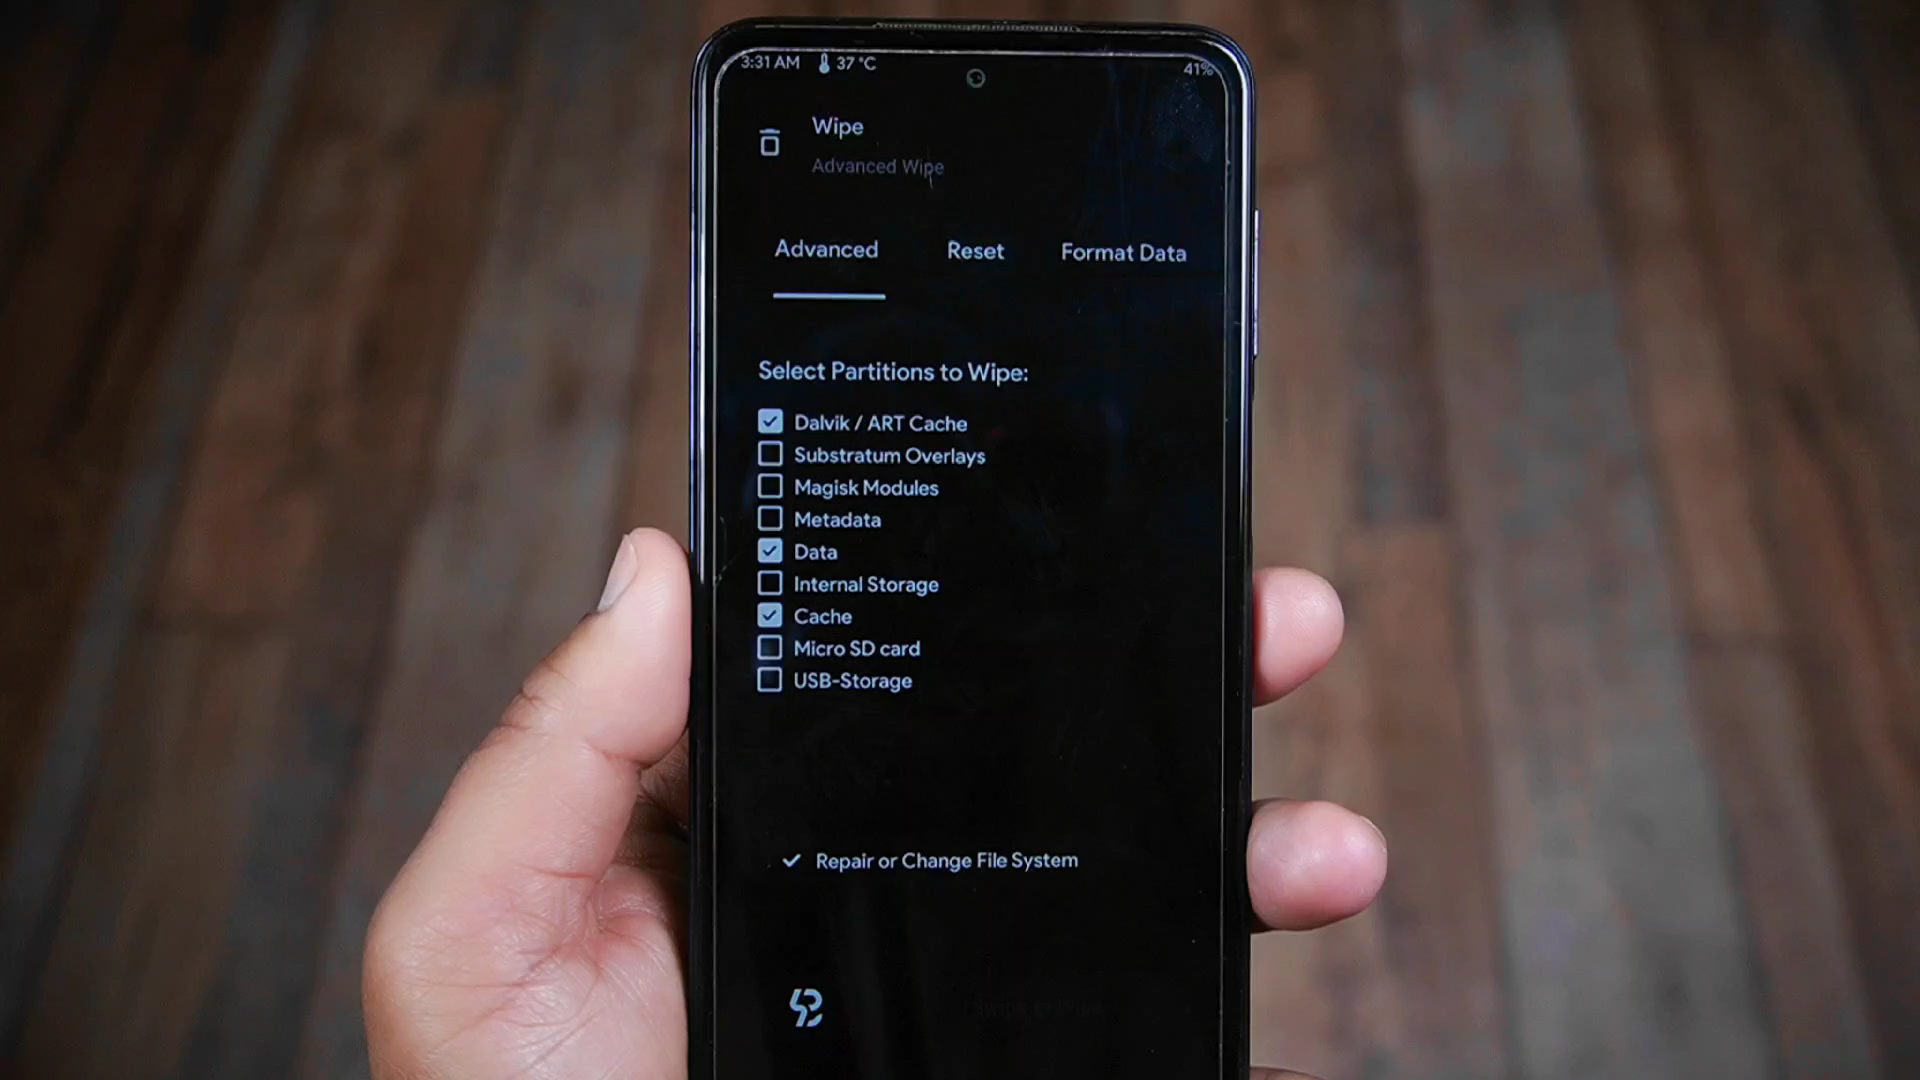 3:31 AM 37 °C 41%
Wipe
Advanced Wipe
Advanced Reset Format Data
Select Partitions to Wipe:
Dalvik / ART Cache
Substratum Overlays
Magisk Modules
Metadata
Data
Internal Storage
Cache
Micro SD card
USB-Storage
Repair or Change File System